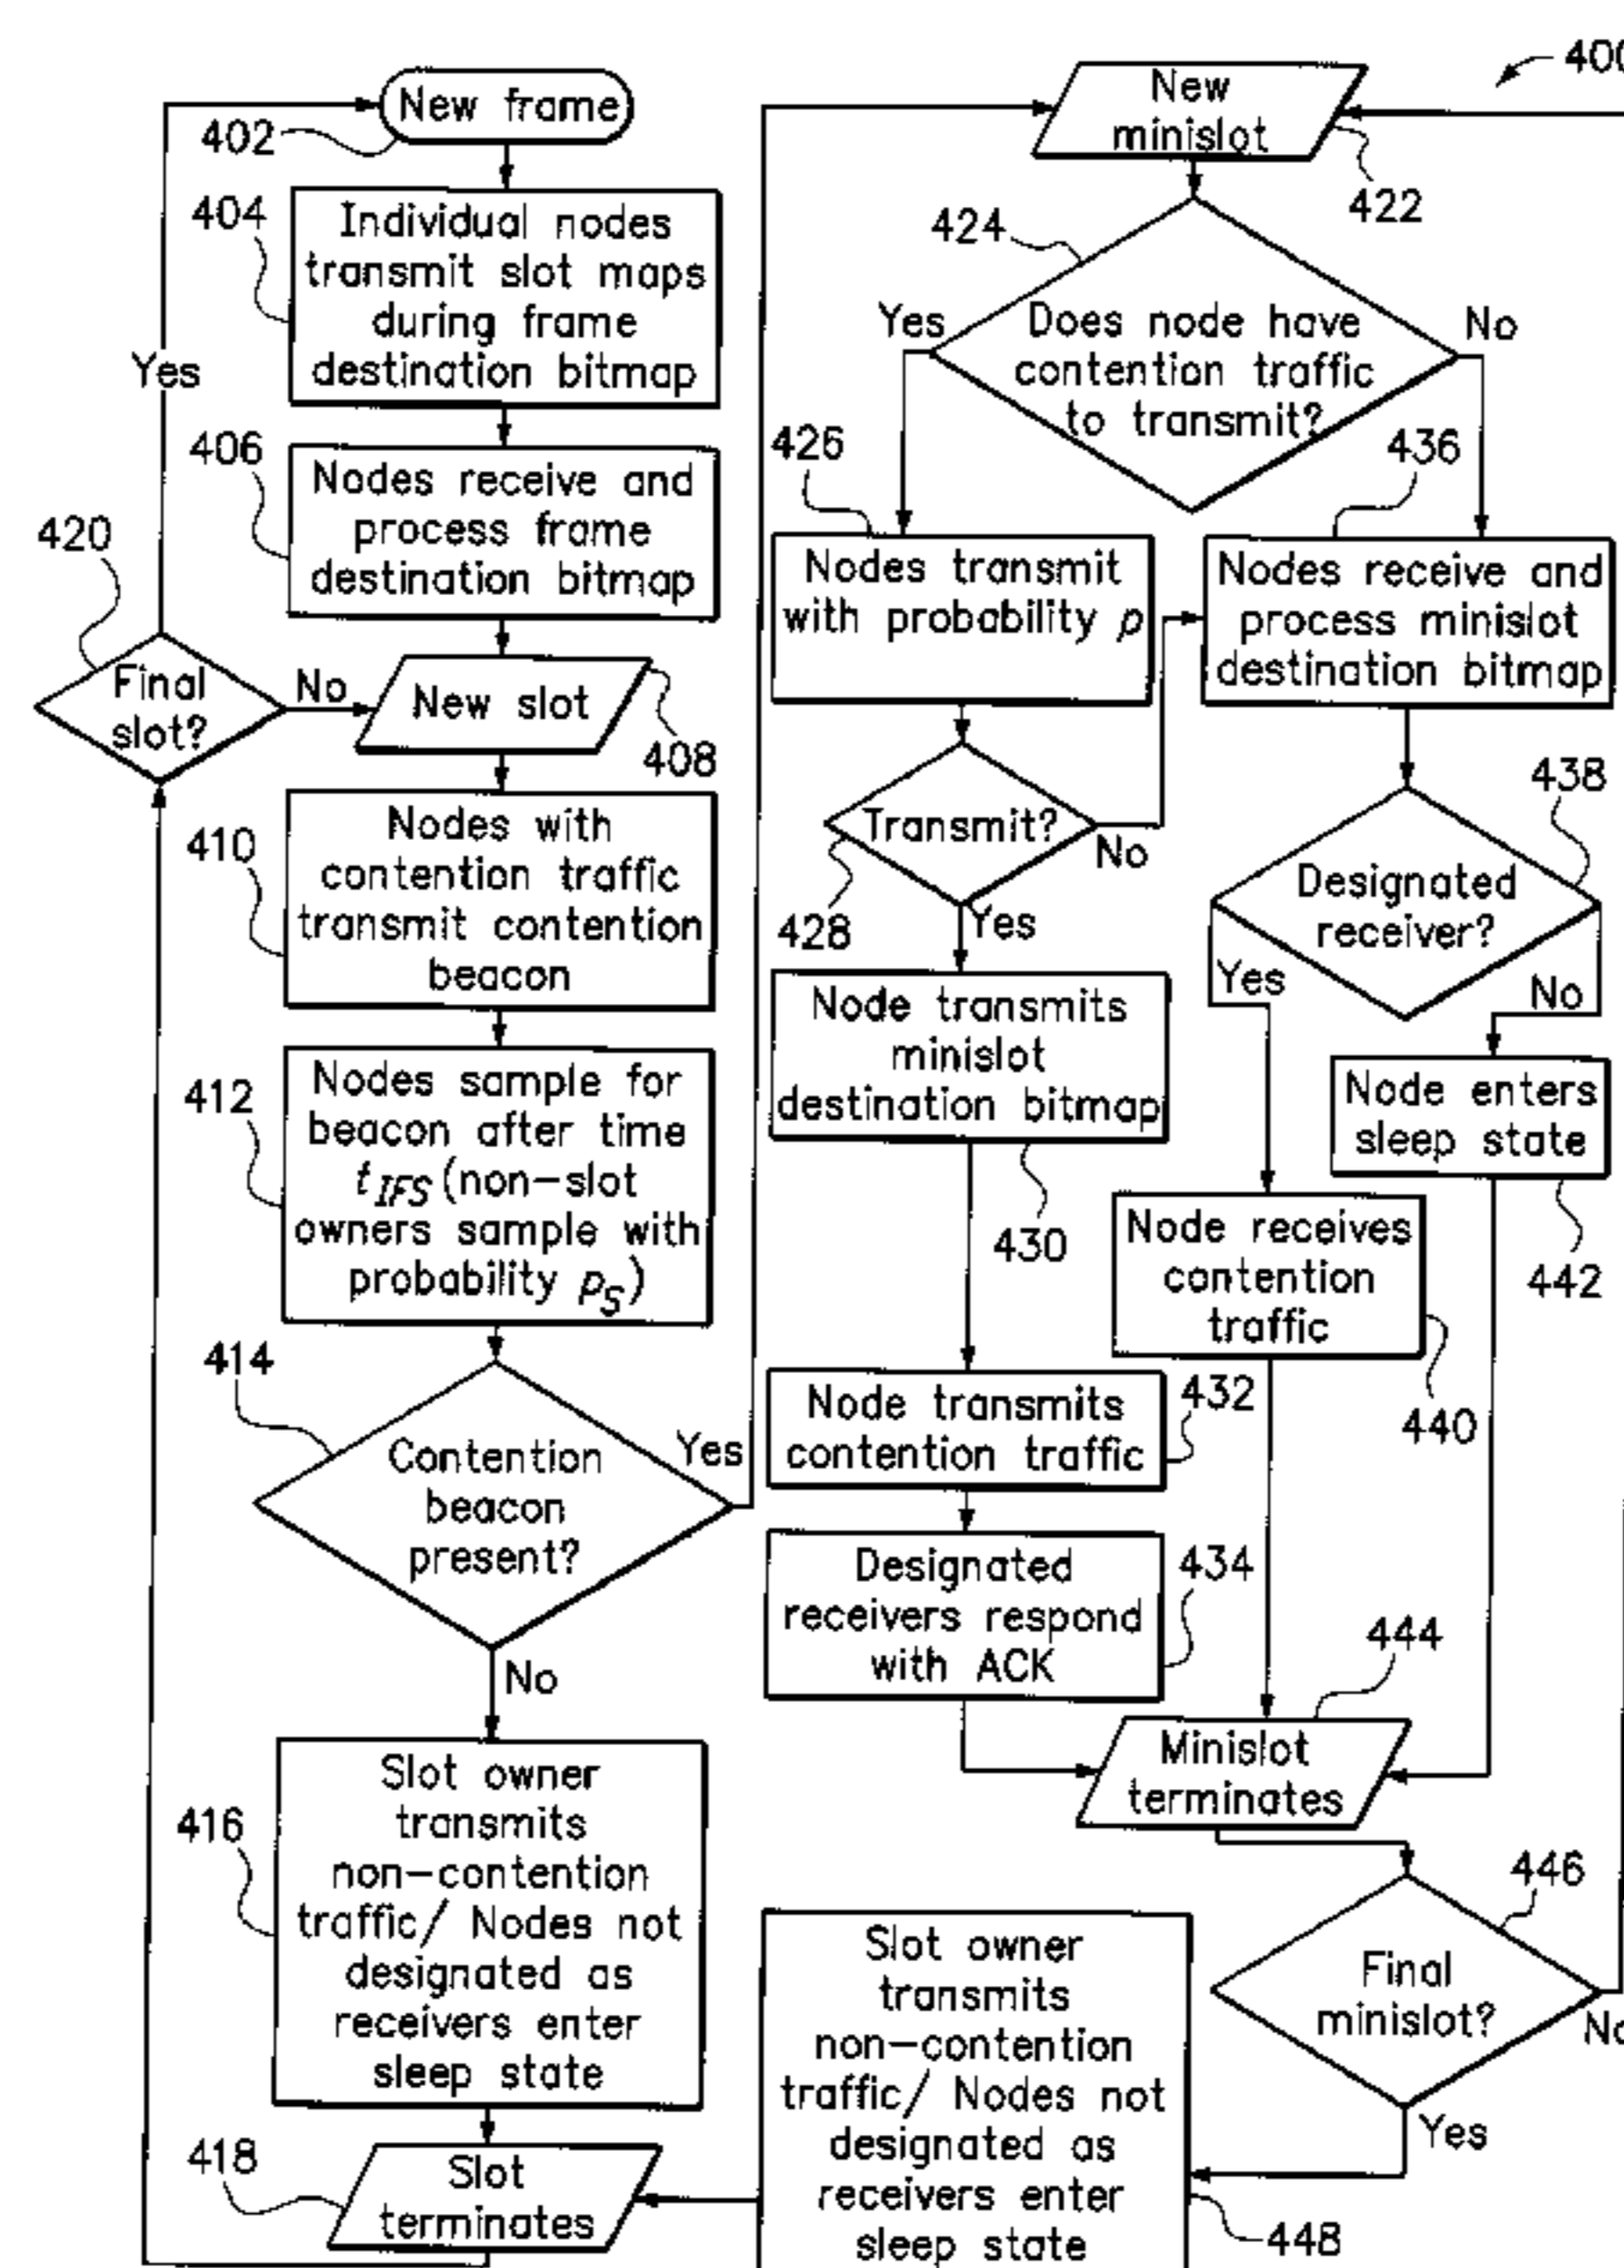 400
New frame
402
404
Individual nodes
transmit slot maps
during frame
destination bitmap
Yes
406
Nodes receive and
process frame
destination bitmap
420
Final
slot?
No
New slot
408
410
Nodes with
contention traffic
transmit contention
beacon
412
Nodes sample for
beacon after time
tIFS (non-slot
owners sample with
probability pS)
414
Contention
beacon
present?
Yes
No
416
Slot owner
transmits
non-contention
traffic/ Nodes not
designated as
receivers enter
sleep state
418
Slot
terminates
New
minislot
422
424
Does node have
contention traffic
to transmit?
Yes
No
426
Nodes transmit
with probability p
436
Nodes receive and
process minislot
destination bitmap
Transmit?
No
428
Yes
438
Designated
receiver?
Yes
No
Node transmits
minislot
destination bitmap
430
Node enters
sleep state
442
Node receives
contention
traffic
440
Node transmits
contention traffic
432
Designated
receivers respond
with ACK
434
444
Minislot
terminates
446
Final
minislot?
No
Yes
Slot owner
transmits
non-contention
traffic/ Nodes not
designated as
receivers enter
sleep state
448